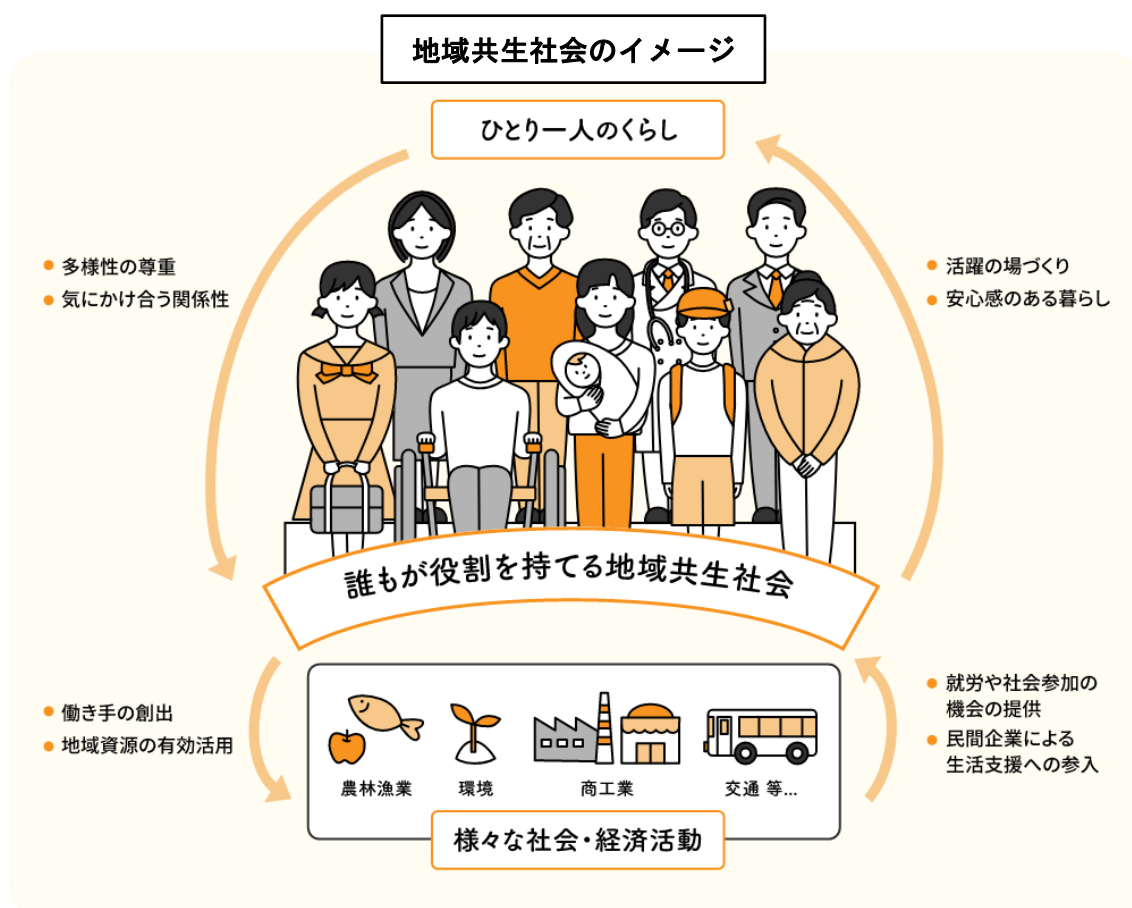 地域共生社会のイメージ
ひとり一人のくらし
多様性の尊重
気にかけ合う関係性
活躍の場づくり
安心感のある暮らし
誰もが役割を持てる地域共生社会
働き手の創出
地域資源の有効活用
就労や社会参加の
機会の提供
民間企業による
生活支援への参入
農林漁業
環境
商工業
交通 等...
様々な社会・経済活動